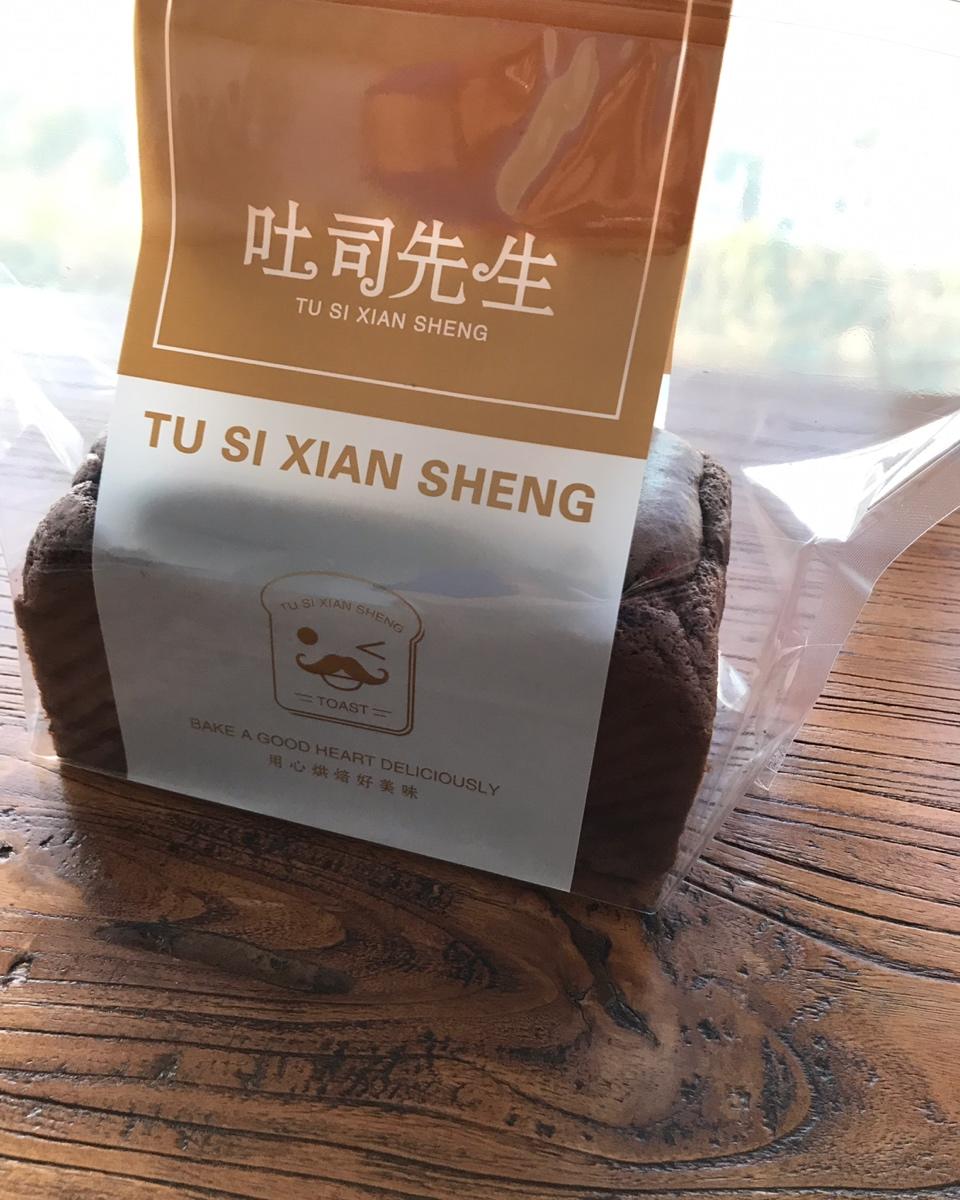 吐司先生
TU SI XIAN SHENG
TU SI XIAN SHENG
TU SI XIAN SHENG
TOAST
BAKE A GOOD HEART DELICIOUSLY
用心烘焙好美味